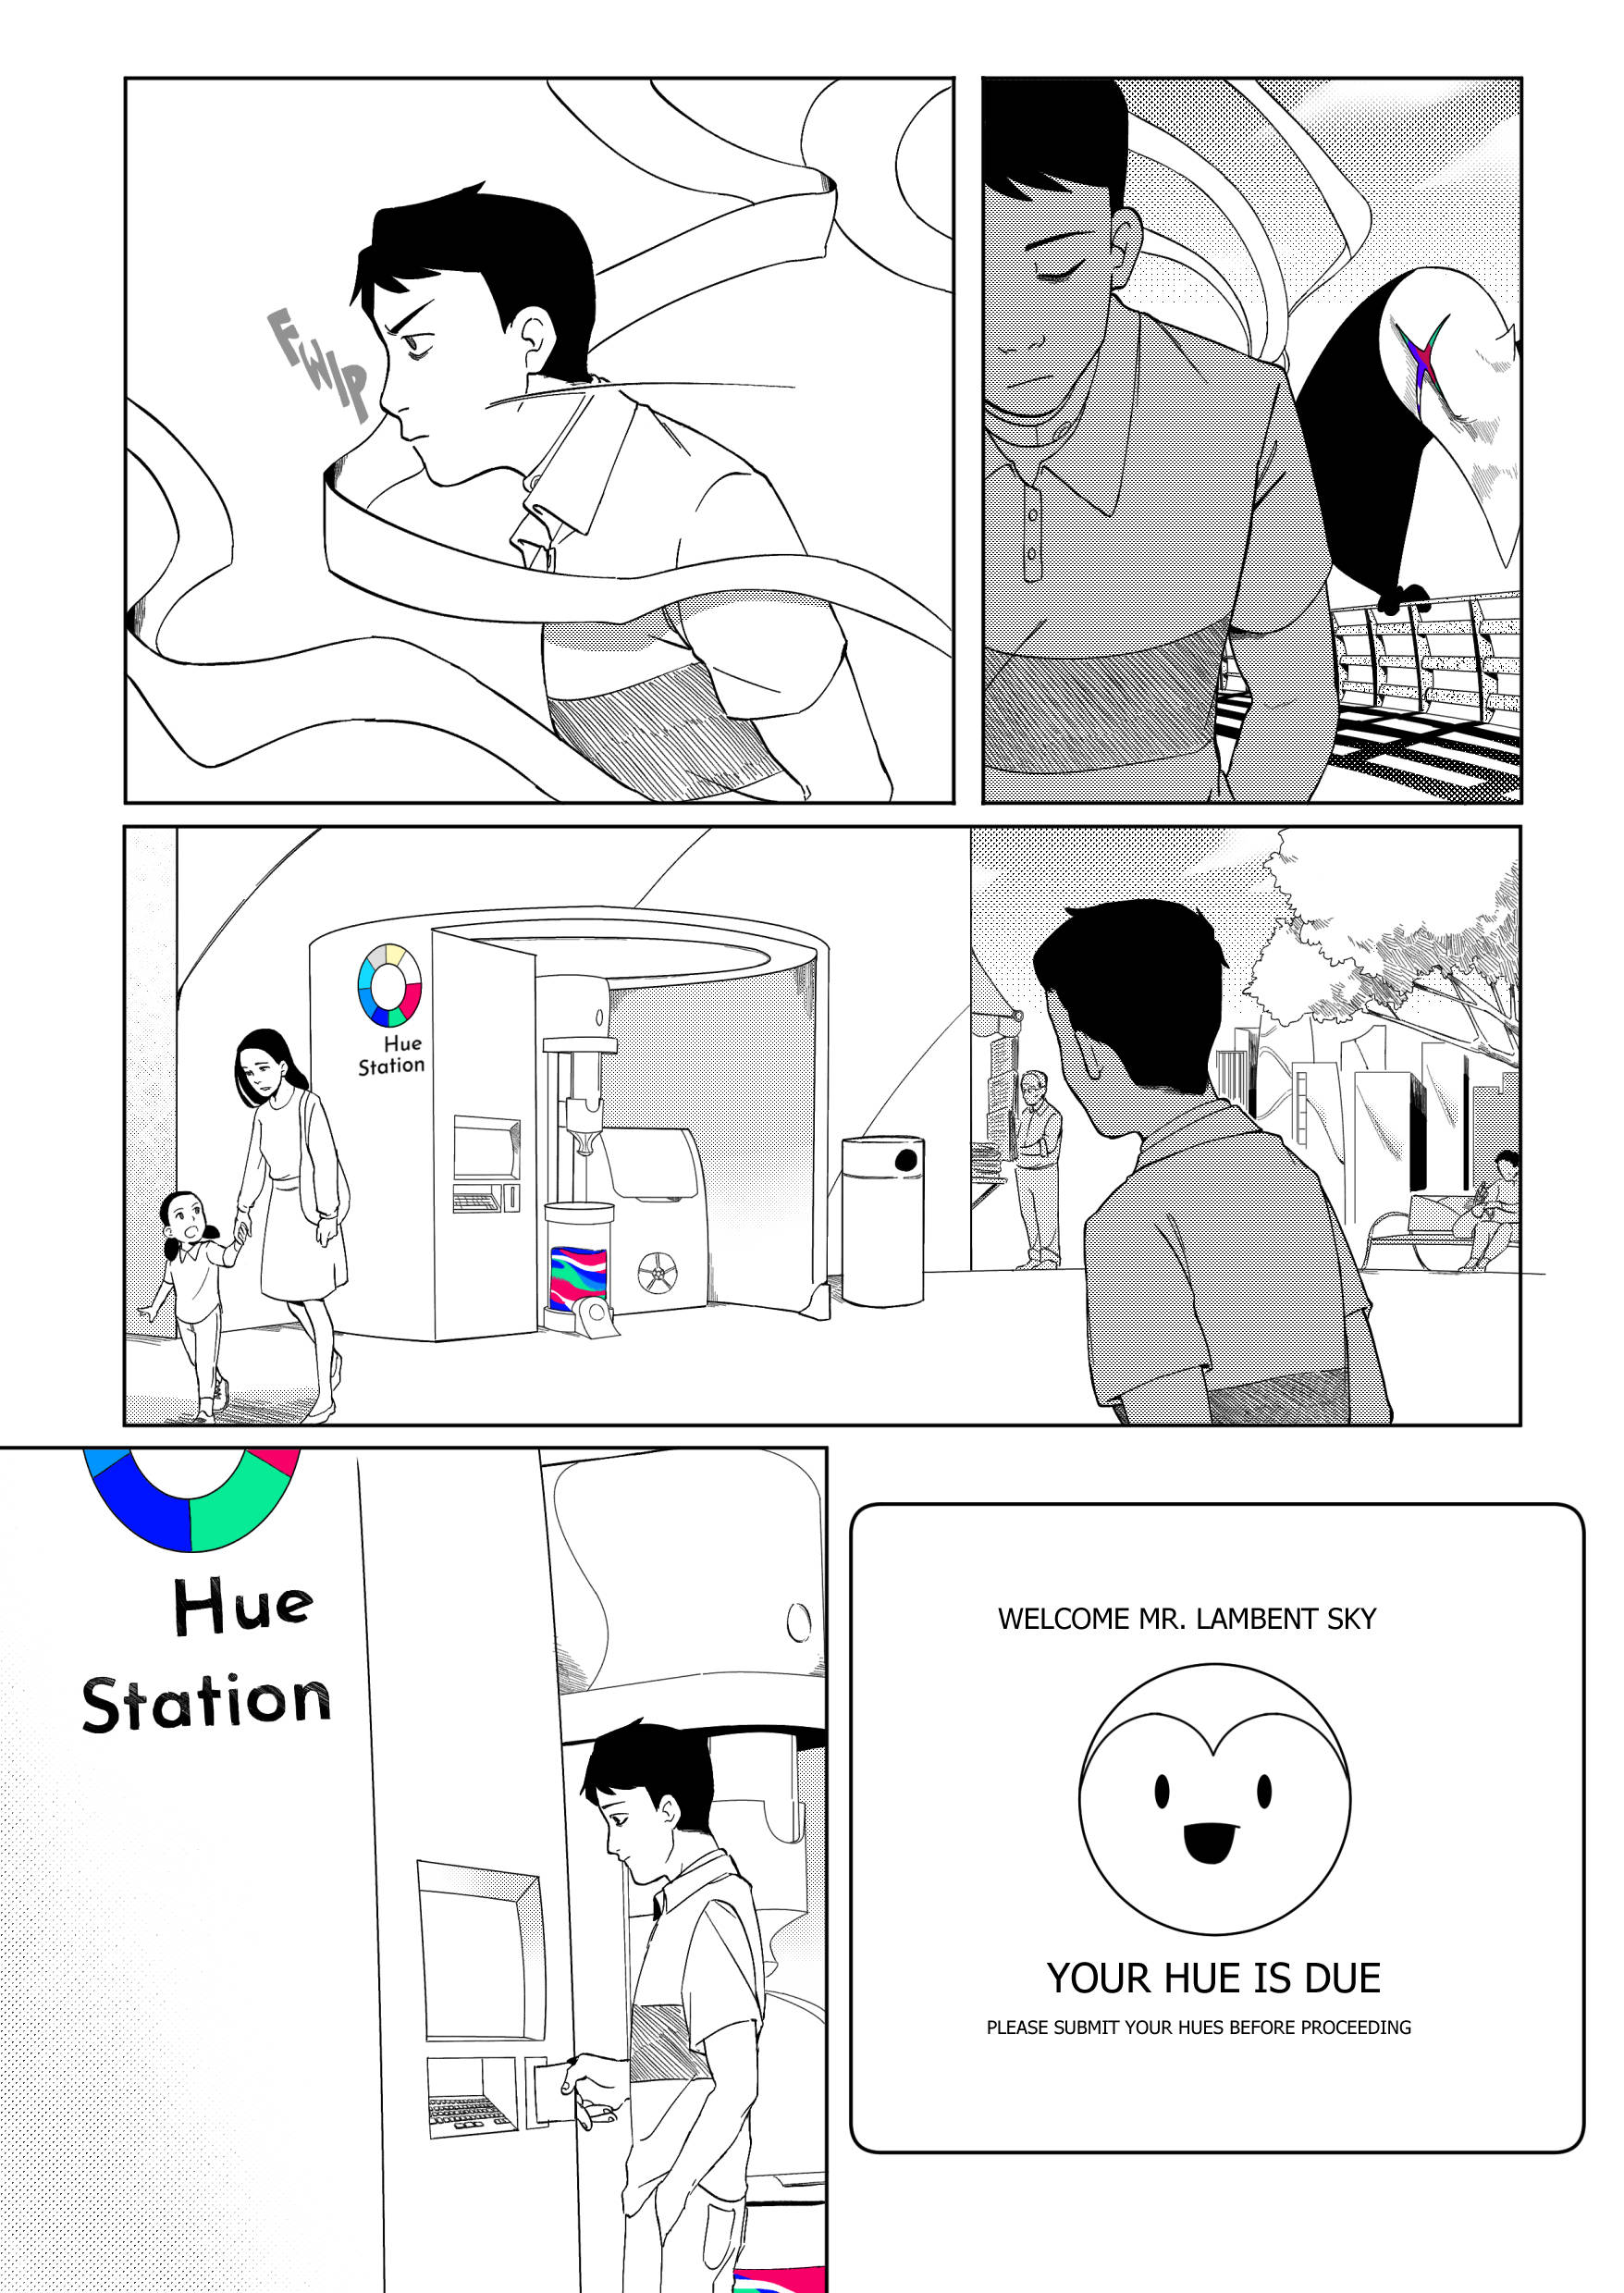 FWIP
Hue
Station
Hue
Station
WELCOME MR. LAMBENT SKY
YOUR HUE IS DUE
PLEASE SUBMIT YOUR HUES BEFORE PROCEEDING